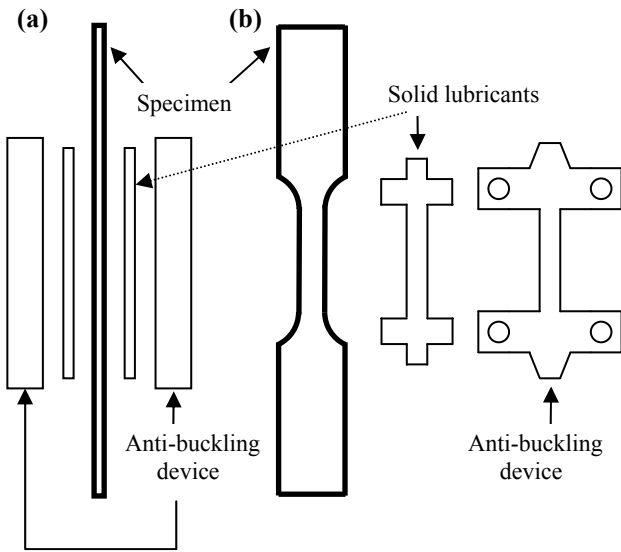 (a)
(b)
Specimen
Solid lubricants
Anti-buckling
device
Anti-buckling
device